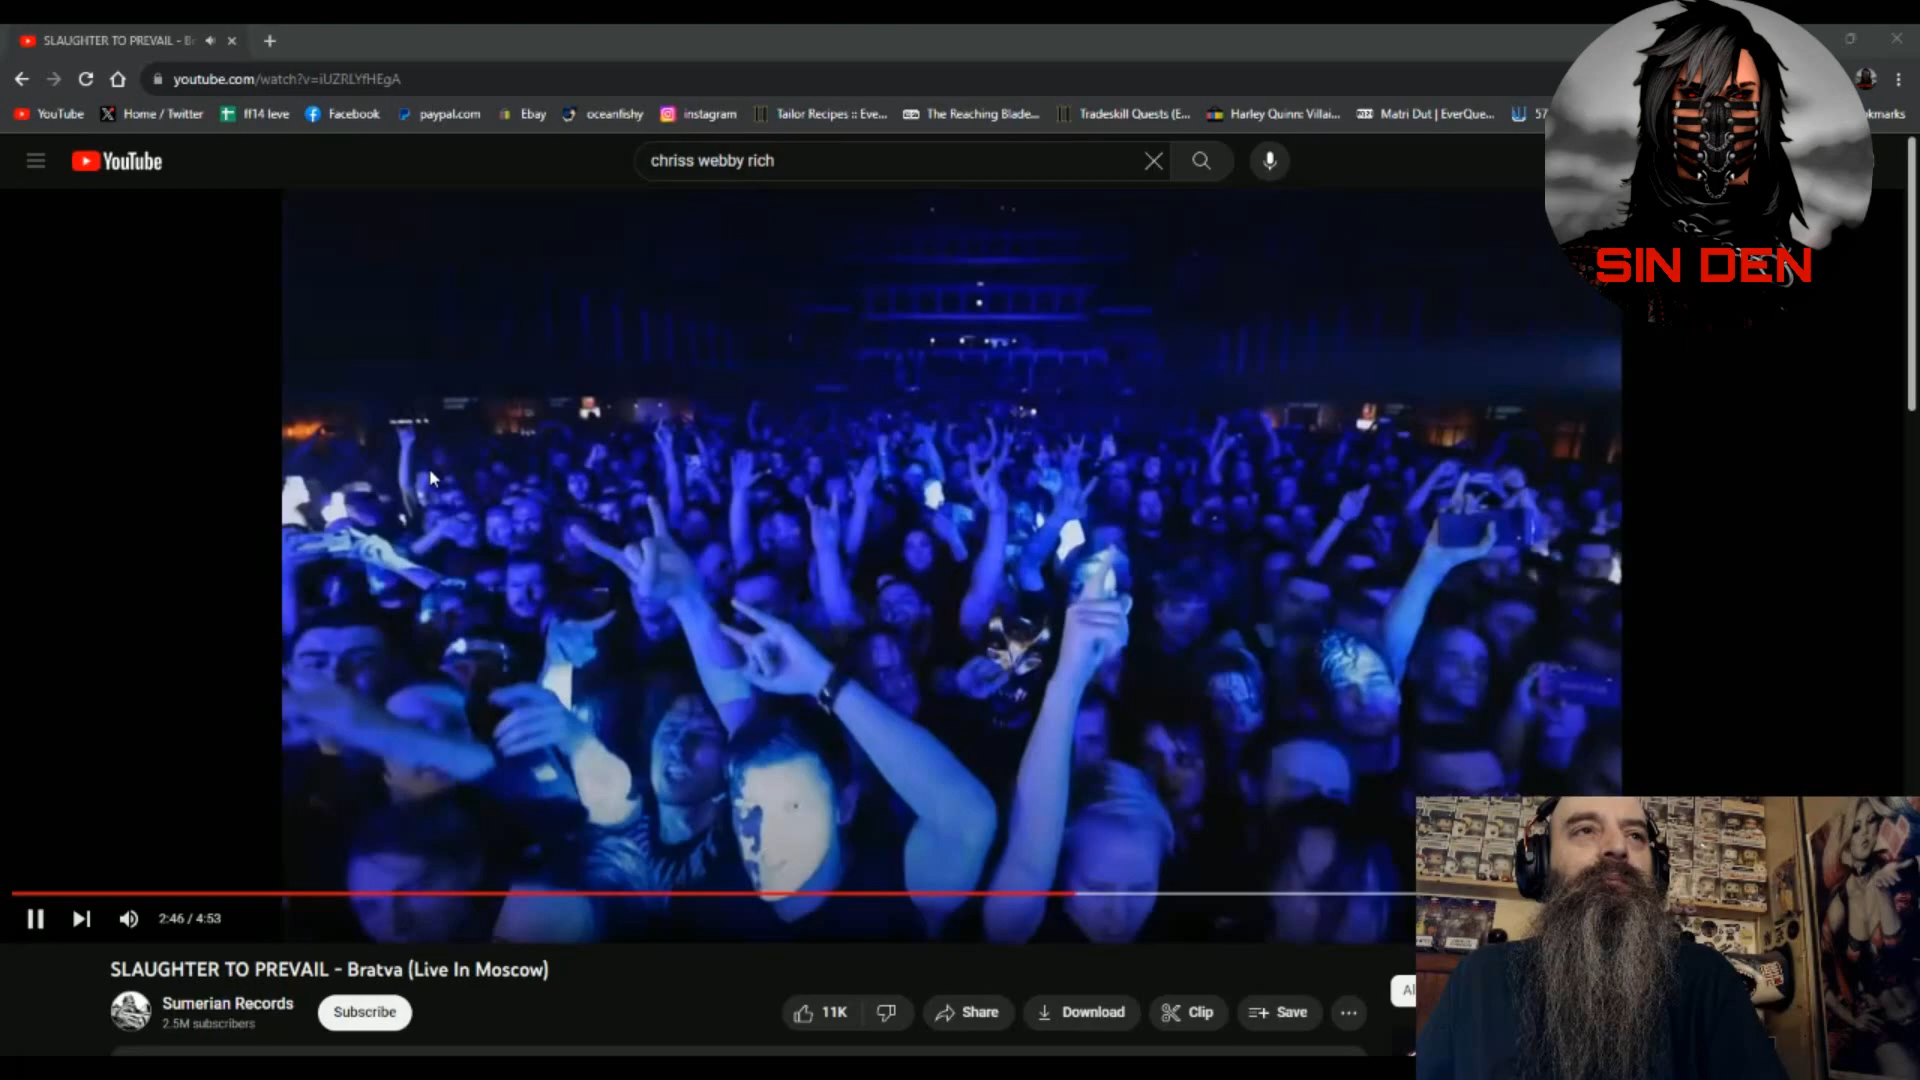 SLAUGHTER TO PREVAIL - Br
youtube.com/watch?v=iUZRLYfHEgA
YouTube Home / Twitter ff14 leve Facebook paypal.com Ebay oceanfishy instagram Tailor Recipes :: Eve... The Reaching Blade... Tradeskill Quests (E... Harley Quinn: Villai... Matri Dut | EverQue... 57 kmarks
YouTube
chriss webby rich
SIN DEN
2:46 / 4:53
SLAUGHTER TO PREVAIL - Bratva (Live In Moscow)
Sumerian Records
2.5M subscribers
Subscribe
11K
Share
Download
Clip
Save
Al